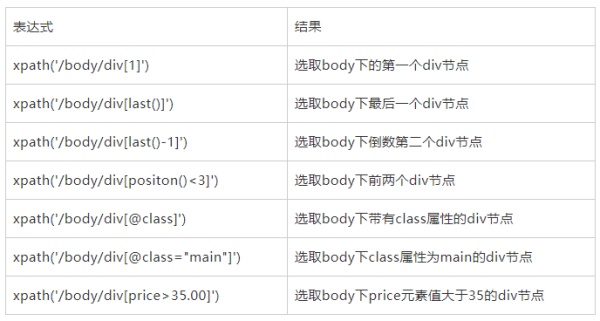 表达式 结果
xpath('/body/div[1]') 选取body下的第一个div节点
xpath('/body/div[last()]') 选取body下最后一个div节点
xpath('/body/div[last()-1]') 选取body下倒数第二个div节点
xpath('/body/div[positon()<3]') 选取body下前两个div节点
xpath('/body/div[@class]') 选取body下带有class属性的div节点
xpath('/body/div[@class="main"]') 选取body下class属性为main的div节点
xpath('/body/div[price>35.00]') 选取body下price元素值大于35的div节点